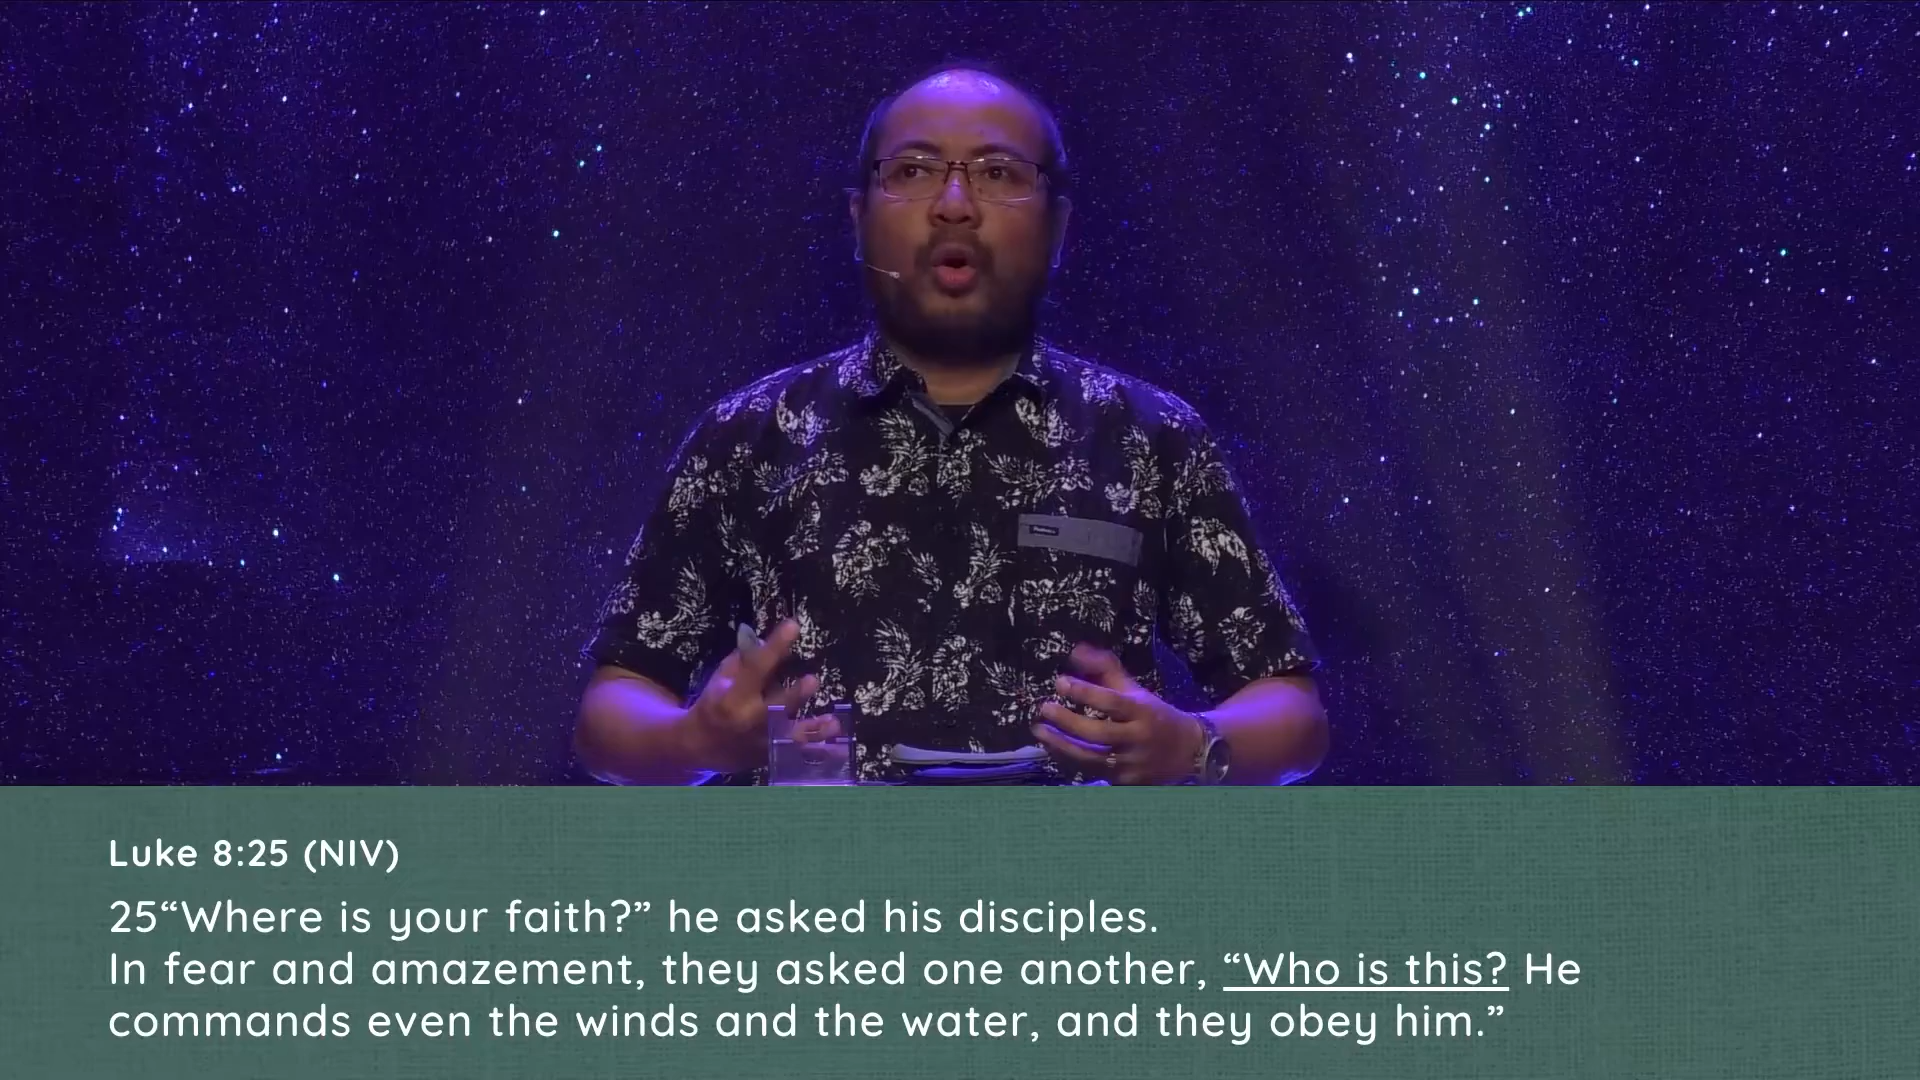 Luke 8:25 (NIV)
25“Where is your faith?” he asked his disciples.
In fear and amazement, they asked one another, “Who is this? He
commands even the winds and the water, and they obey him.”